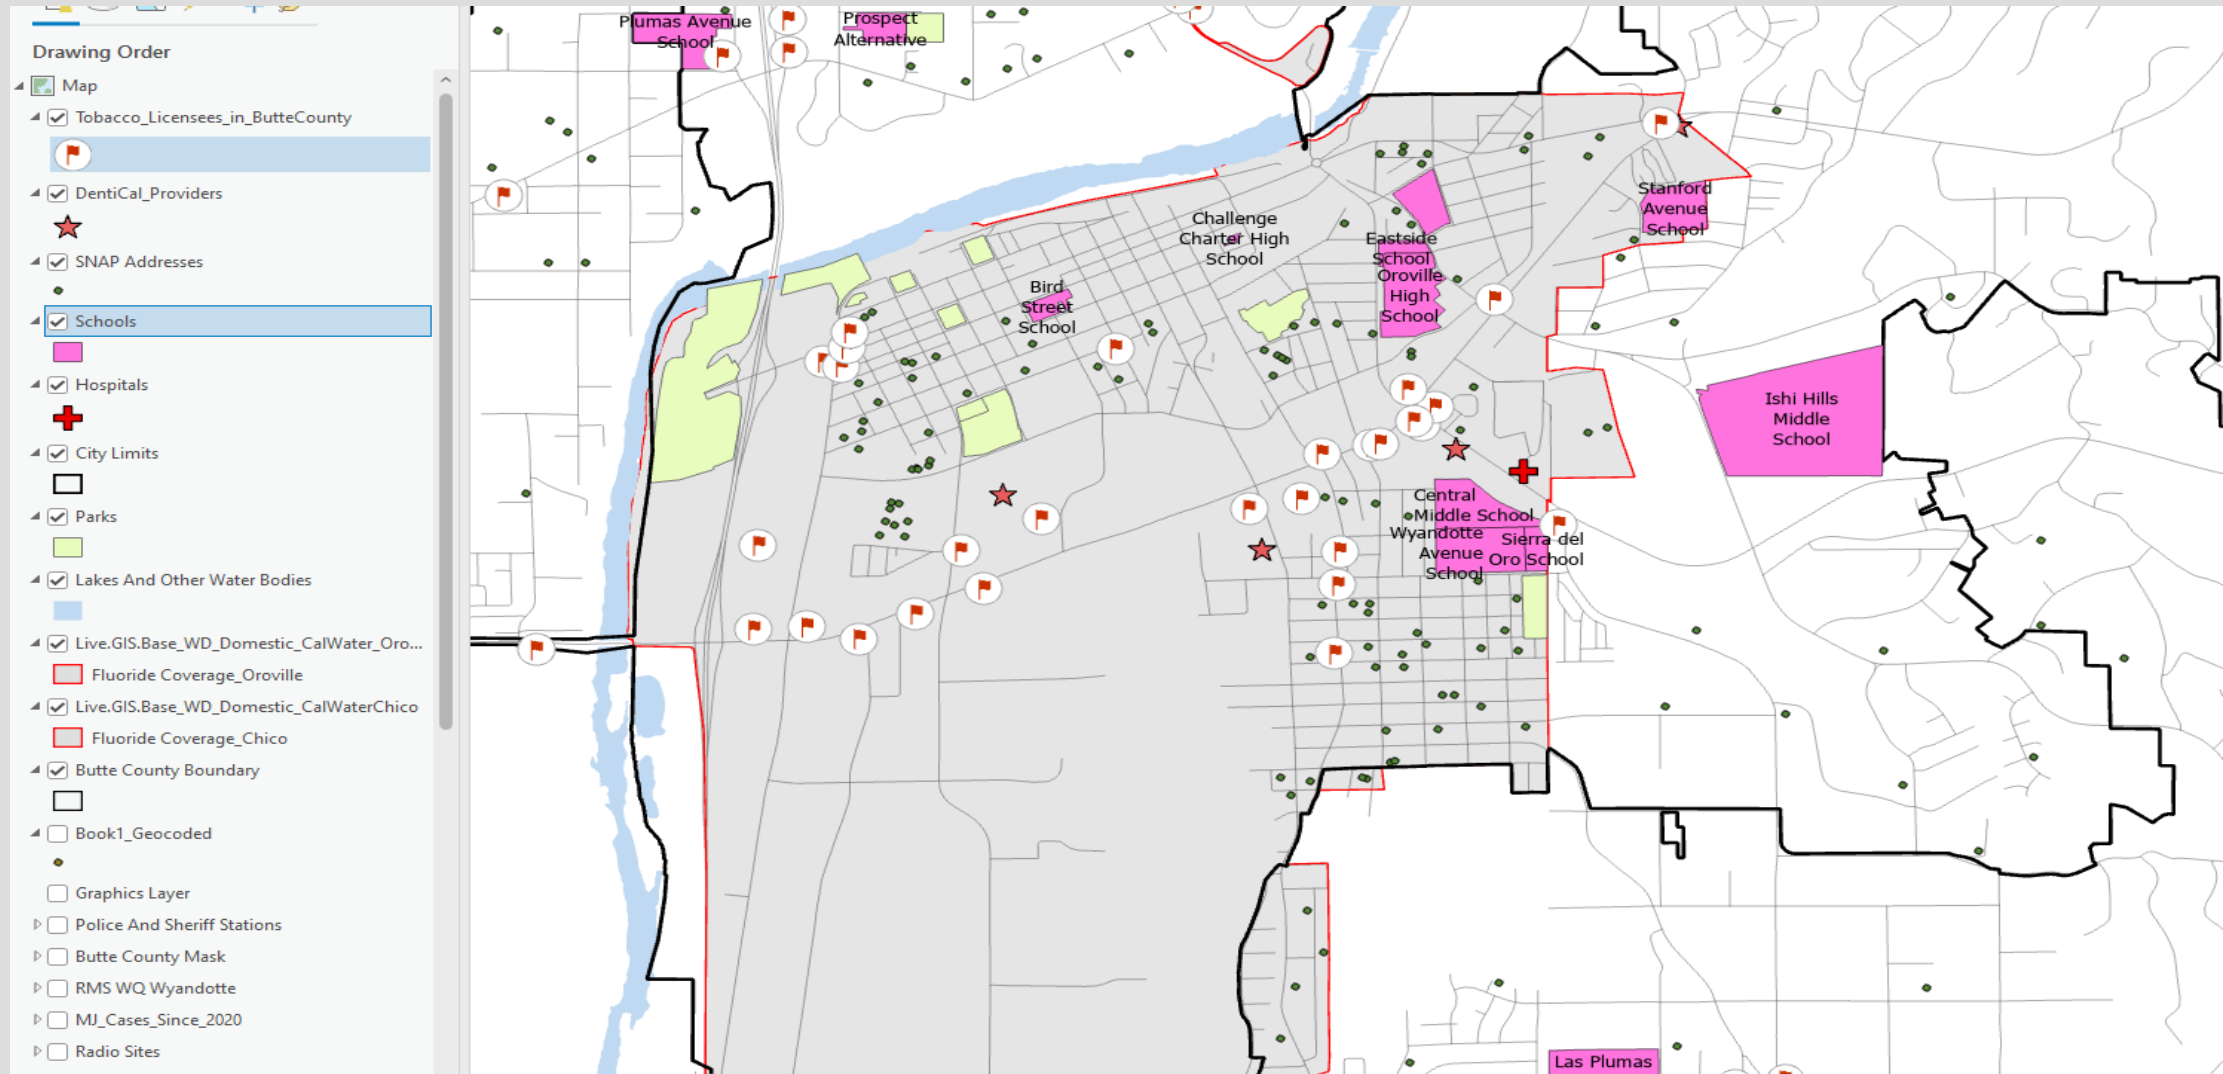 Drawing Order
Map
Tobacco_Licensees_in_ButteCounty
DentiCal_Providers
SNAP Addresses
Schools
Hospitals
City Limits
Parks
Lakes And Other Water Bodies
Live.GIS.Base_WD_Domestic_CalWater_Oro...
Fluoride Coverage_Oroville
Live.GIS.Base_WD_Domestic_CalWaterChico
Fluoride Coverage_Chico
Butte County Boundary
Book1_Geocoded
Graphics Layer
Police And Sheriff Stations
Butte County Mask
RMS WQ Wyandotte
MJ_Cases_Since_2020
Radio Sites
Plumas Avenue
School
Prospect
Alternative
Stanford
Avenue
School
Challenge
Charter High
School
Eastside
School
Oroville
High
School
Bird
Street
School
Ishi Hills
Middle
School
Central
Middle School
Wyandotte
Avenue
School
Sierra del
Oro School
Las Plumas